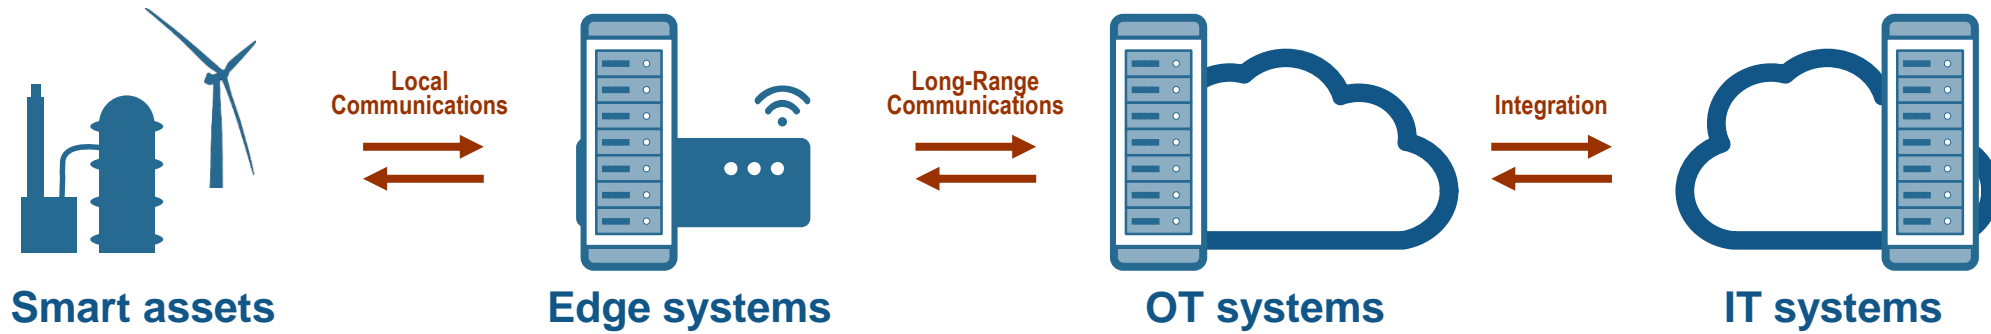 Local
Communications
Long-Range
Communications
Integration
Smart assets
Edge systems
OT systems
IT systems